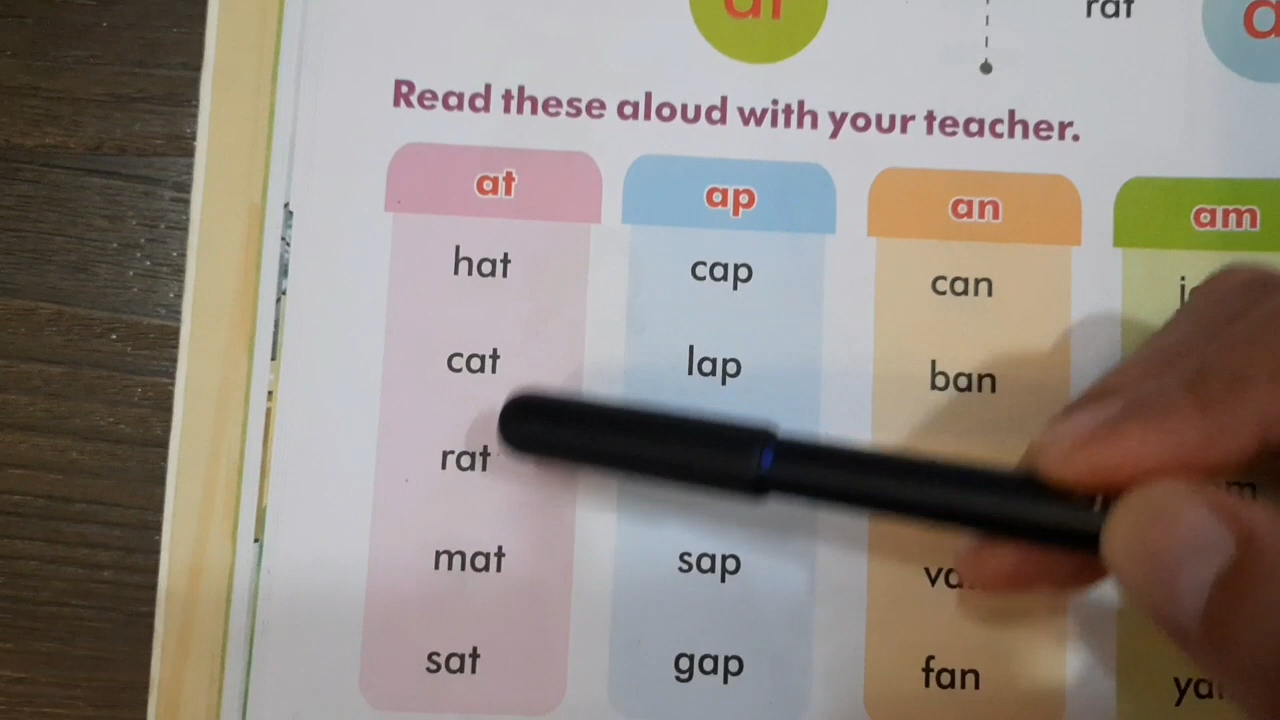 at
rat
Read these aloud with your teacher.
at ap an am
hat cap can
cat lap ban
rat
mat sap
sat gap fan